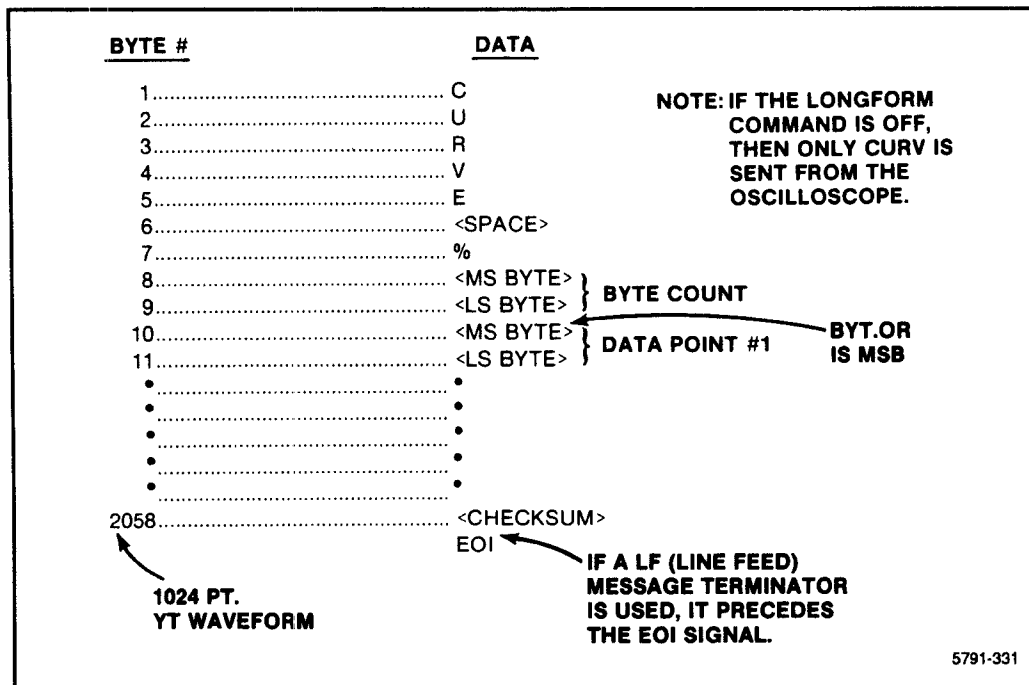 BYTE # DATA
1 ........................................ C
2 ........................................ U
3 ........................................ R
4 ........................................ V
5 ........................................ E
6 ........................................ <SPACE>
7 ........................................ %
8 ........................................ <MS BYTE>
9 ........................................ <LS BYTE>
BYTE COUNT
10 ........................................ <MS BYTE>
11 ........................................ <LS BYTE>
DATA POINT #1
BYT.OR
IS MSB
• ........................................ •
• ........................................ •
• ........................................ •
• ........................................ •
• ........................................ •
2058 ........................................ <CHECKSUM>
EOI
NOTE: IF THE LONGFORM
COMMAND IS OFF,
THEN ONLY CURV IS
SENT FROM THE
OSCILLOSCOPE.
1024 PT.
YT WAVEFORM
IF A LF (LINE FEED)
MESSAGE TERMINATOR
IS USED, IT PRECEDES
THE EOI SIGNAL.
5791-331